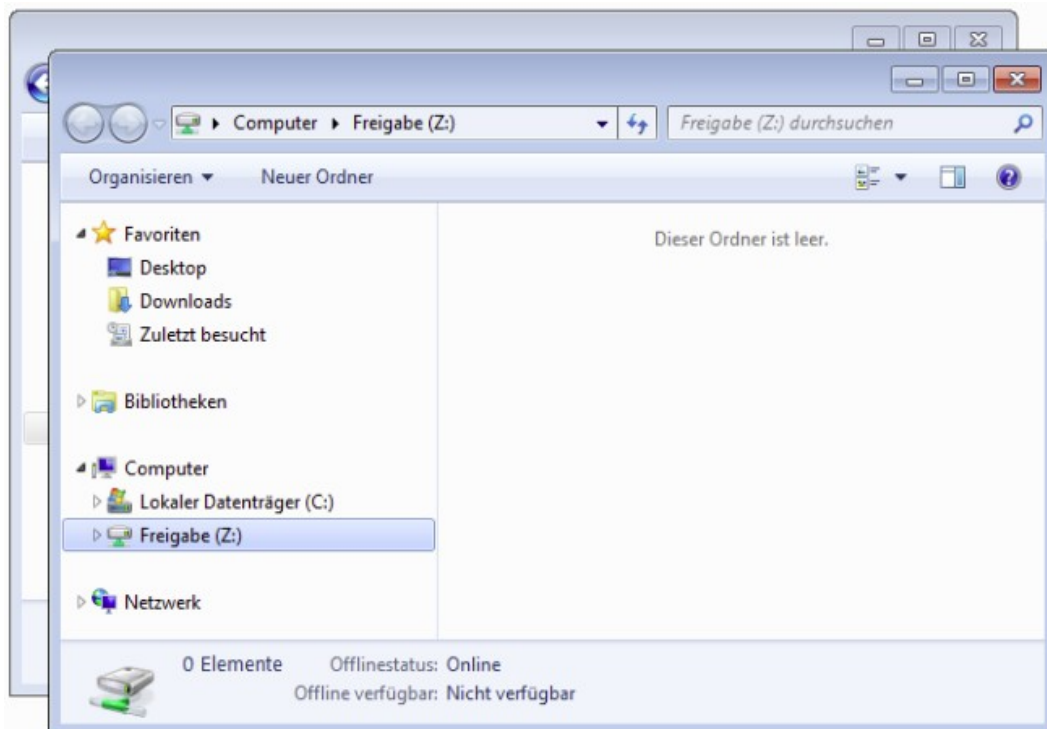 Computer Freigabe (Z:) Freigabe (Z:) durchsuchen
Organisieren Neuer Ordner
Favoriten
Desktop
Downloads
Zuletzt besucht
Bibliotheken
Computer
Lokaler Datenträger (C:)
Freigabe (Z:)
Netzwerk
Dieser Ordner ist leer.
0 Elemente Offlinestatus: Online
Offline verfügbar: Nicht verfügbar